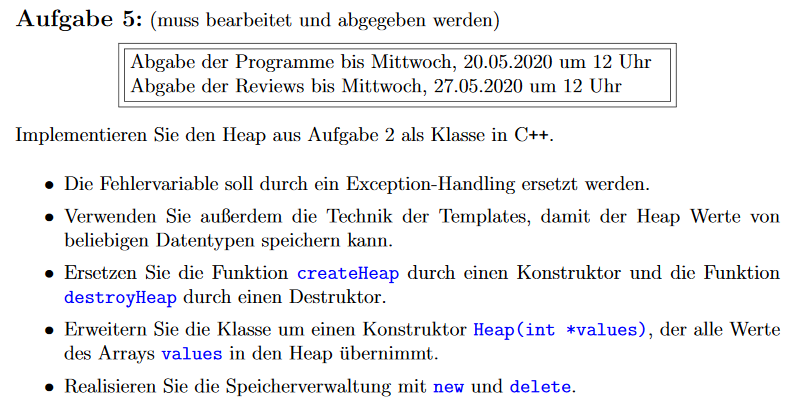 Aufgabe 5: (muss bearbeitet und abgegeben werden)
Abgabe der Programme bis Mittwoch, 20.05.2020 um 12 Uhr
Abgabe der Reviews bis Mittwoch, 27.05.2020 um 12 Uhr
Implementieren Sie den Heap aus Aufgabe 2 als Klasse in C++.
• Die Fehlervariable soll durch ein Exception-Handling ersetzt werden.
• Verwenden Sie außerdem die Technik der Templates, damit der Heap Werte von
beliebigen Datentypen speichern kann.
• Ersetzen Sie die Funktion createHeap durch einen Konstruktor und die Funktion
destroyHeap durch einen Destruktor.
• Erweitern Sie die Klasse um einen Konstruktor Heap(int *values), der alle Werte
des Arrays values in den Heap übernimmt.
• Realisieren Sie die Speicherverwaltung mit new und delete.